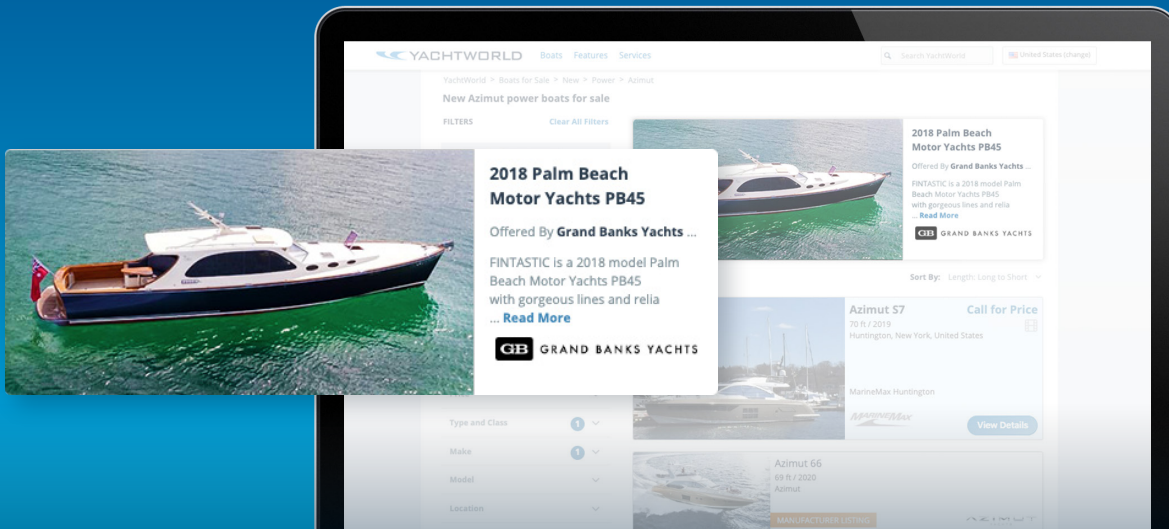 YACHTWORLD
Boats Features Services
Search YachtWorld
United States (change)
YachtWorld > Boats for Sale > New > Power > Azimut
New Azimut power boats for sale
FILTERS
Clear All Filters
2018 Palm Beach
Motor Yachts PB45
Offered By Grand Banks Yachts ...
FINTASTIC is a 2018 model Palm
Beach Motor Yachts PB45
with gorgeous lines and relia
... Read More
GB GRAND BANKS YACHTS
2018 Palm Beach
Motor Yachts PB45
Offered By Grand Banks Yachts ...
FINTASTIC is a 2018 model Palm
Beach Motor Yachts PB45
with gorgeous lines and relia
... Read More
GB GRAND BANKS YACHTS
Sort By: Length: Long to Short
Azimut S7
Call for Price
70 ft / 2019
Huntington, New York, United States
MarineMax Huntington
MARINEMAX
View Details
Type and Class 1
Make 1
Model
Location
Azimut 66
69 ft / 2020
Azimut
MANUFACTURER LISTING
AZIMUT